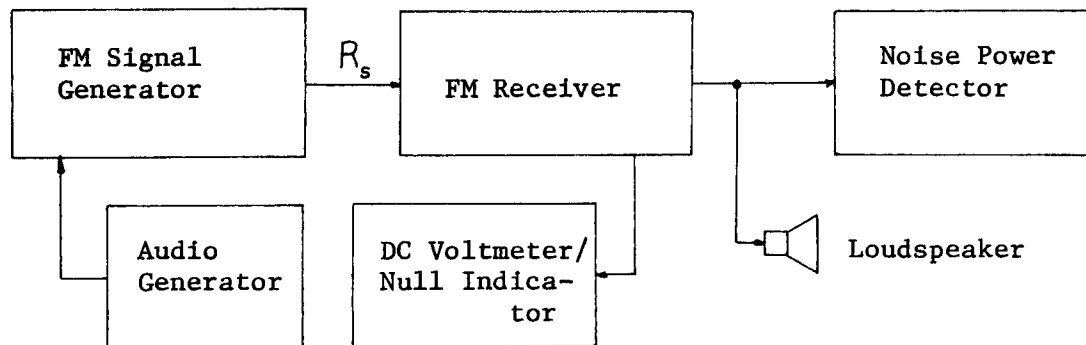 FM Signal
Generator
R_s
FM Receiver
Noise Power
Detector
Audio
Generator
DC Voltmeter/
Null Indica-
tor
Loudspeaker